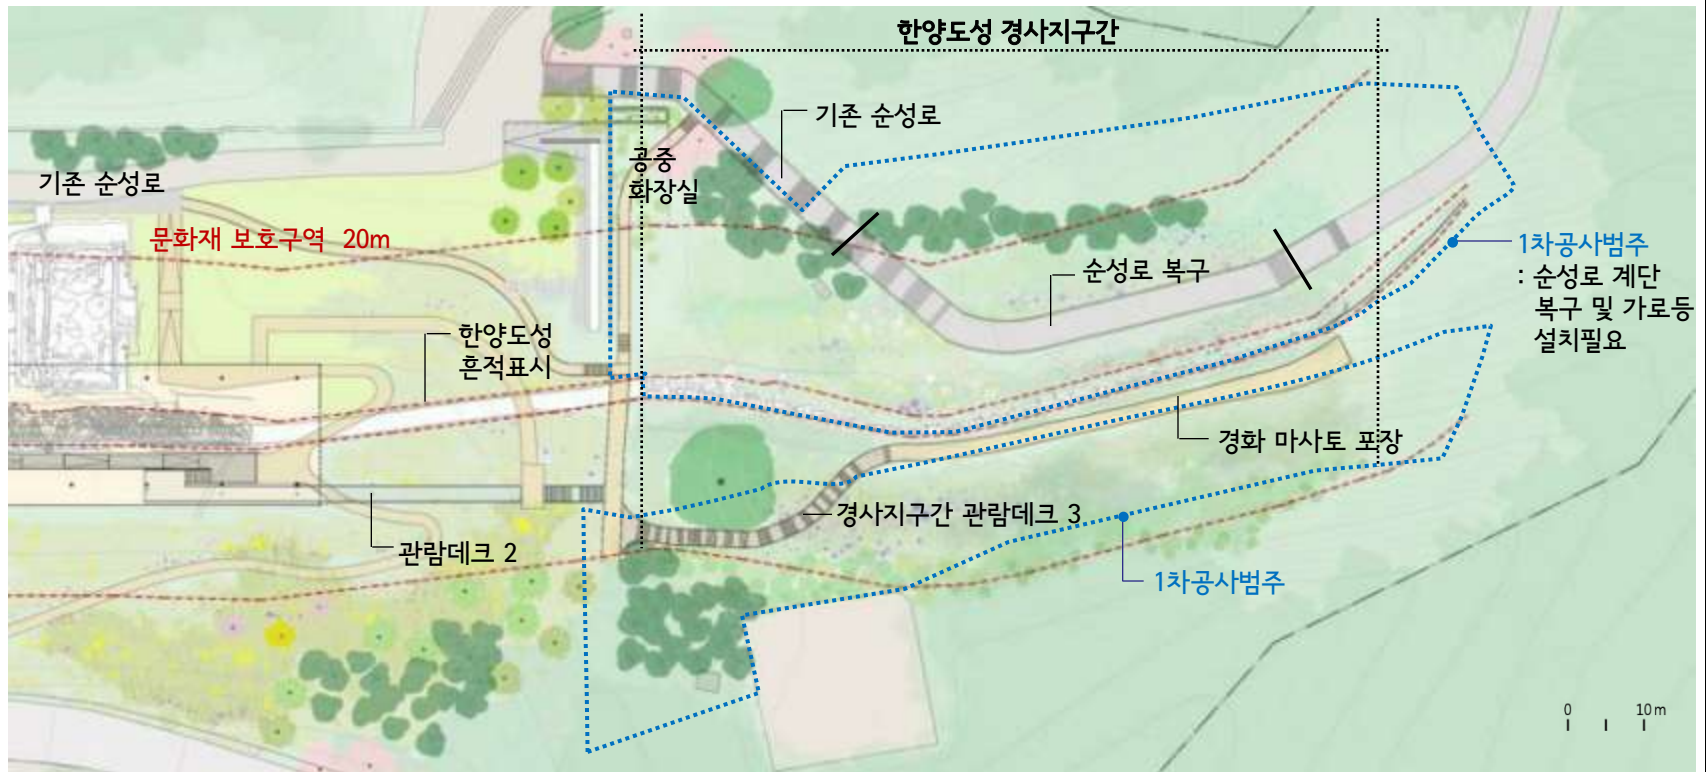 한양도성 경사지구간
기존 순성로
공중
화장실
기존 순성로
문화재 보호구역 20m
1차공사범주
: 순성로 계단
복구 및 가로등
설치필요
순성로 복구
한양도성
흔적표시
경화 마사토 포장
경사지구간 관람데크 3
관람데크 2
1차공사범주
0 10m